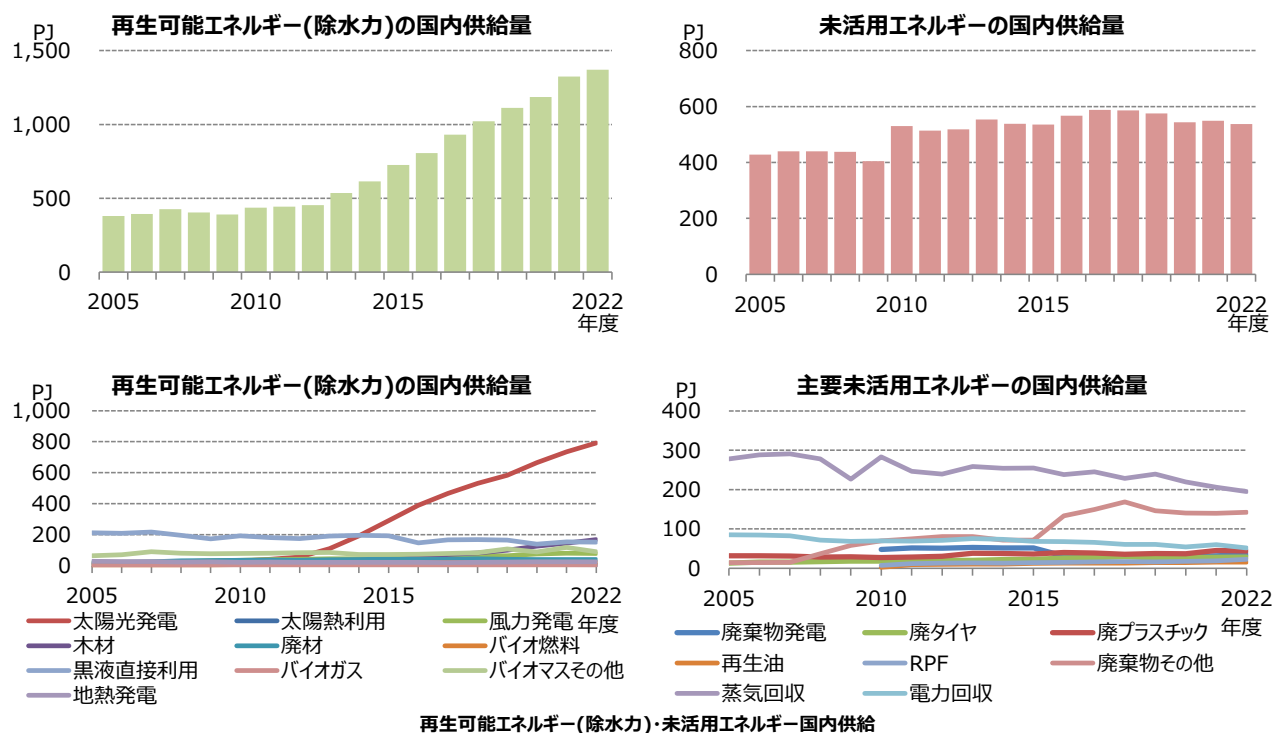 再生可能エネルギー(除水力)の国内供給量
PJ
1,500
1,000
500
0
2005 2010 2015 2022
年度
未活用エネルギーの国内供給量
PJ
800
600
400
200
0
2005 2010 2015 2022
年度
再生可能エネルギー(除水力)の国内供給量
PJ
1,000
800
600
400
200
0
2005 2010 2015 2022
年度
太陽光発電 太陽熱利用 風力発電
木材 廃材 バイオ燃料
黒液直接利用 バイオガス バイオマスその他
地熱発電
主要未活用エネルギーの国内供給量
PJ
400
300
200
100
0
2005 2010 2015 2022
年度
廃棄物発電 廃タイヤ 廃プラスチック
再生油 RPF 廃棄物その他
蒸気回収 電力回収
再生可能エネルギー(除水力)･未活用エネルギー国内供給